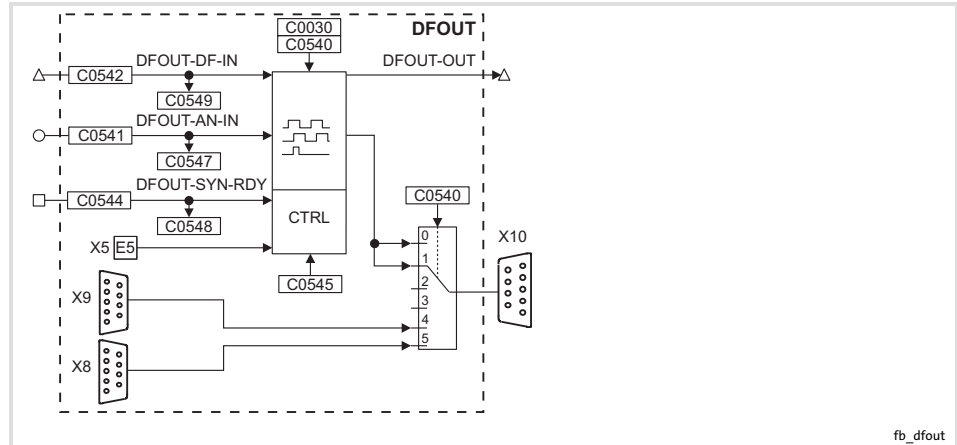 DFOUT
C0030
C0540
DFOUT-DF-IN
DFOUT-OUT
C0542
C0549
DFOUT-AN-IN
C0541
C0547
DFOUT-SYN-RDY
C0544
C0548
CTRL
C0540
X5 E5
C0545
0
1
2
3
4
5
X10
X9
X8
fb_dfout